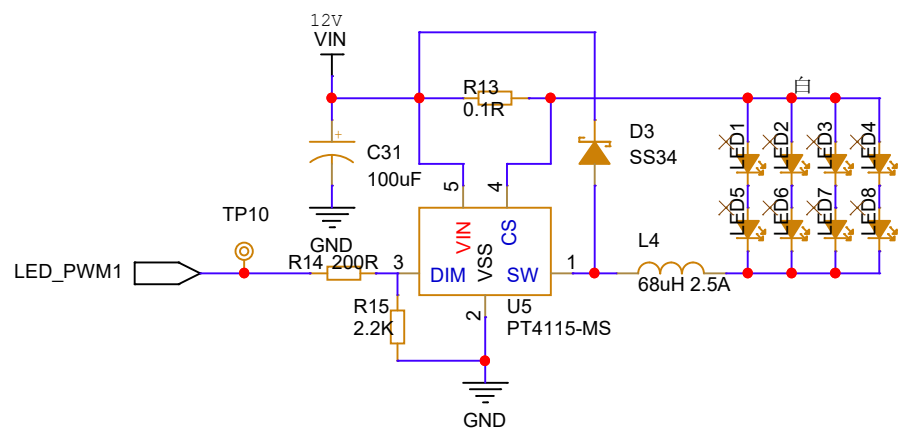 12V
VIN
R13
0.1R
白
C31
100uF
D3
SS34
LED1
LED2
LED3
LED4
LED5
LED6
LED7
LED8
5
4
TP10
GND
VIN
VSS
CS
L4
LED_PWM1
R14 200R
3
DIM
SW
1
68uH 2.5A
R15
2.2K
2
U5
PT4115-MS
GND